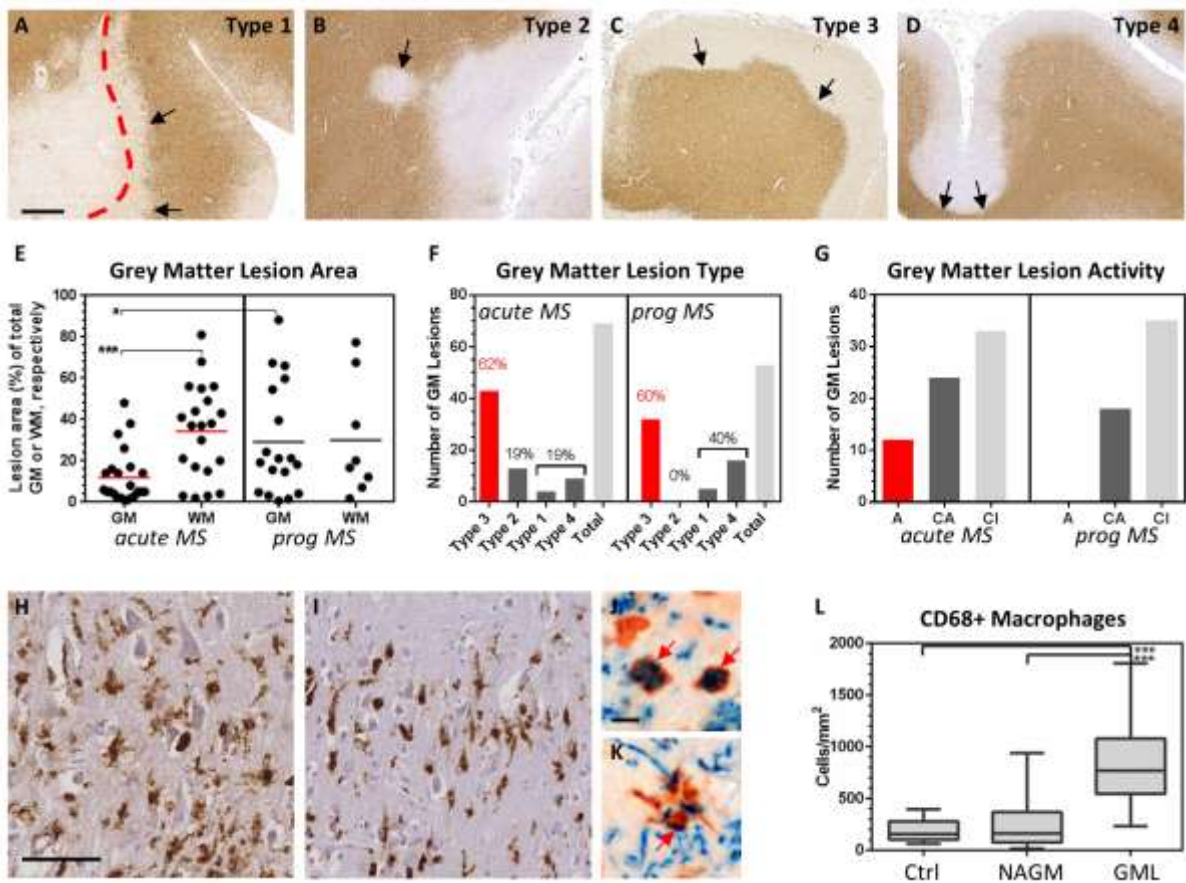 A Type 1
B Type 2
C Type 3
D Type 4
E
Grey Matter Lesion Area
Lesion area (%) of total
GM or WM, respectively
100
80
60
40
20
0
*
***
GM WM GM WM
acute MS prog MS
F
Grey Matter Lesion Type
Number of GM Lesions
80
60
40
20
0
acute MS prog MS
62%
19% 19%
60%
0%
40%
Type 3 Type 2 Type 1 Type 4 Total Type 3 Type 2 Type 1 Type 4 Total
G
Grey Matter Lesion Activity
Number of GM Lesions
40
30
20
10
0
A CA CI A CA CI
acute MS prog MS
H
I
J
K
L
CD68+ Macrophages
Cells/mm²
2000
1500
1000
500
0
***
***
Ctrl NAGM GML